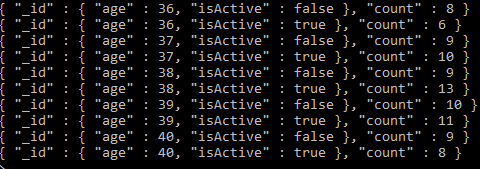 { "_id" : { "age" : 36, "isActive" : false }, "count" : 8 }
{ "_id" : { "age" : 36, "isActive" : true }, "count" : 6 }
{ "_id" : { "age" : 37, "isActive" : false }, "count" : 9 }
{ "_id" : { "age" : 37, "isActive" : true }, "count" : 10 }
{ "_id" : { "age" : 38, "isActive" : false }, "count" : 9 }
{ "_id" : { "age" : 38, "isActive" : true }, "count" : 13 }
{ "_id" : { "age" : 39, "isActive" : false }, "count" : 10 }
{ "_id" : { "age" : 39, "isActive" : true }, "count" : 11 }
{ "_id" : { "age" : 40, "isActive" : false }, "count" : 9 }
{ "_id" : { "age" : 40, "isActive" : true }, "count" : 8 }